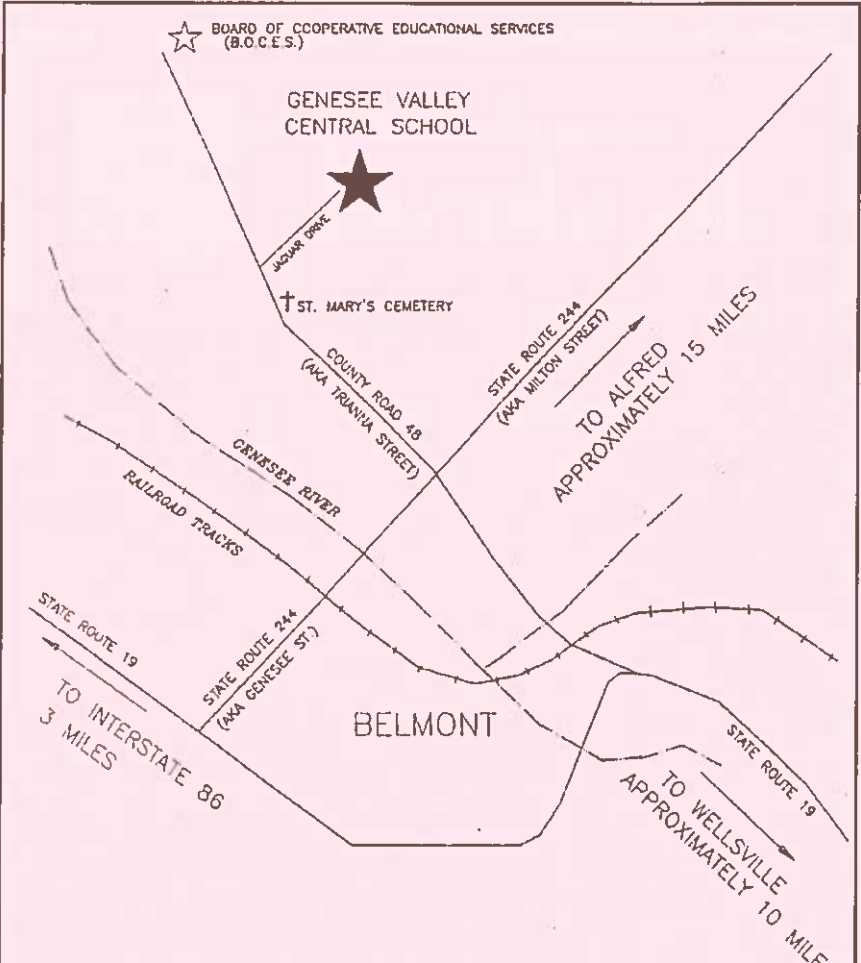 BOARD OF COOPERATIVE EDUCATIONAL SERVICES
(B.O.C.E.S.)
GENESEE VALLEY
CENTRAL SCHOOL
JAGUAR DRIVE
ST. MARY'S CEMETERY
COUNTY ROAD 48
(AKA TRIANNA STREET)
STATE ROUTE 244
(AKA MILTON STREET)
TO ALFRED
APPROXIMATELY 15 MILES
GENESEE RIVER
RAILROAD TRACKS
STATE ROUTE 19
TO INTERSTATE 86
3 MILES
STATE ROUTE 244
(AKA GENESEE ST.)
BELMONT
STATE ROUTE 19
TO WELLSVILLE
APPROXIMATELY 10 MILE